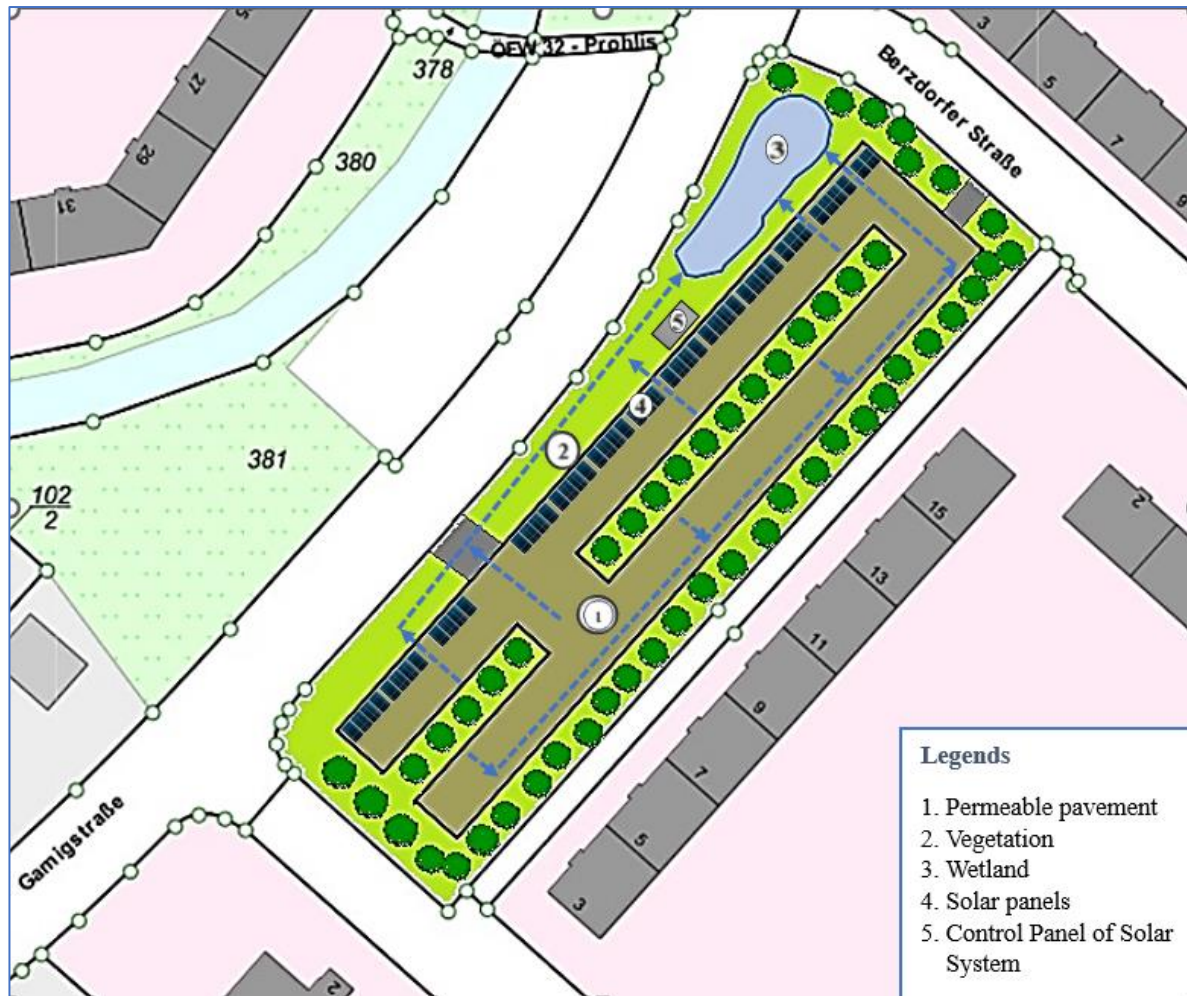 ÖFW 32 - Prohlis
378
27
380
29
31
Berzdorfer Straße
3
5
7
3
5
4
2
381
102
2
1
15
13
11
9
7
5
3
2
Gamigstraße
2
Legends
1. Permeable pavement
2. Vegetation
3. Wetland
4. Solar panels
5. Control Panel of Solar
System